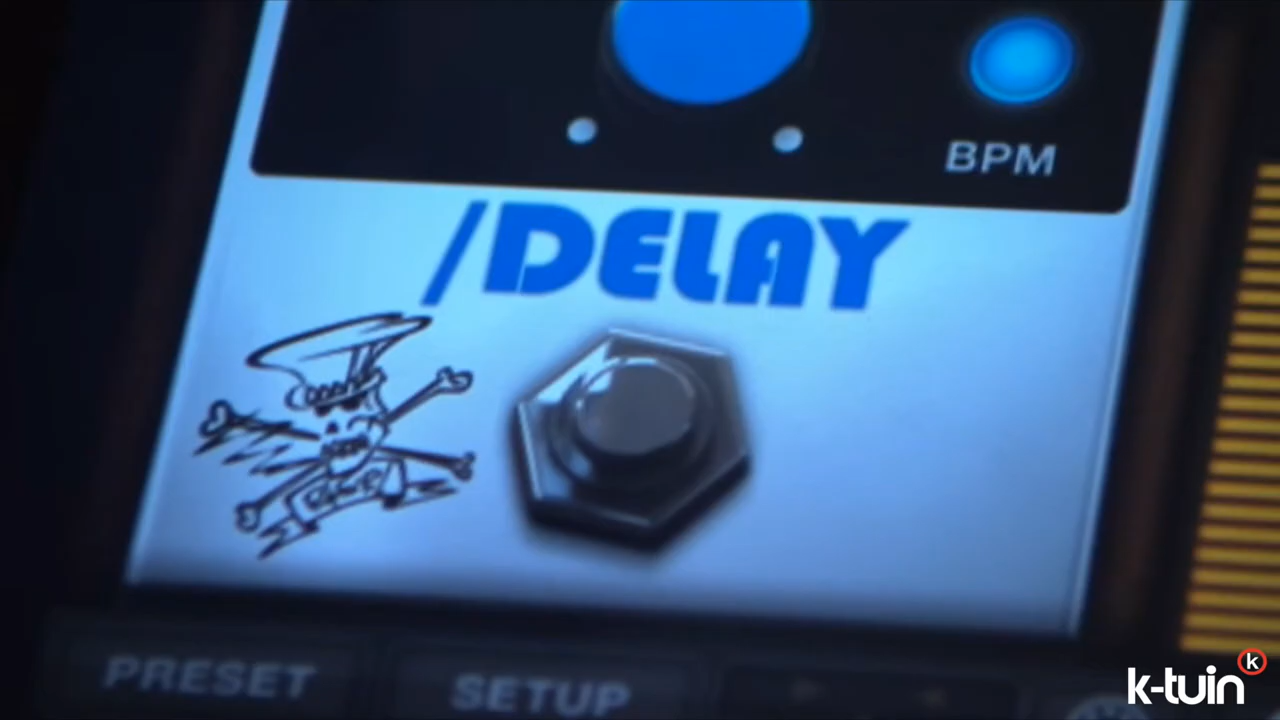 BPM
/DELAY
PRESET
SETUP
k-tuin
k